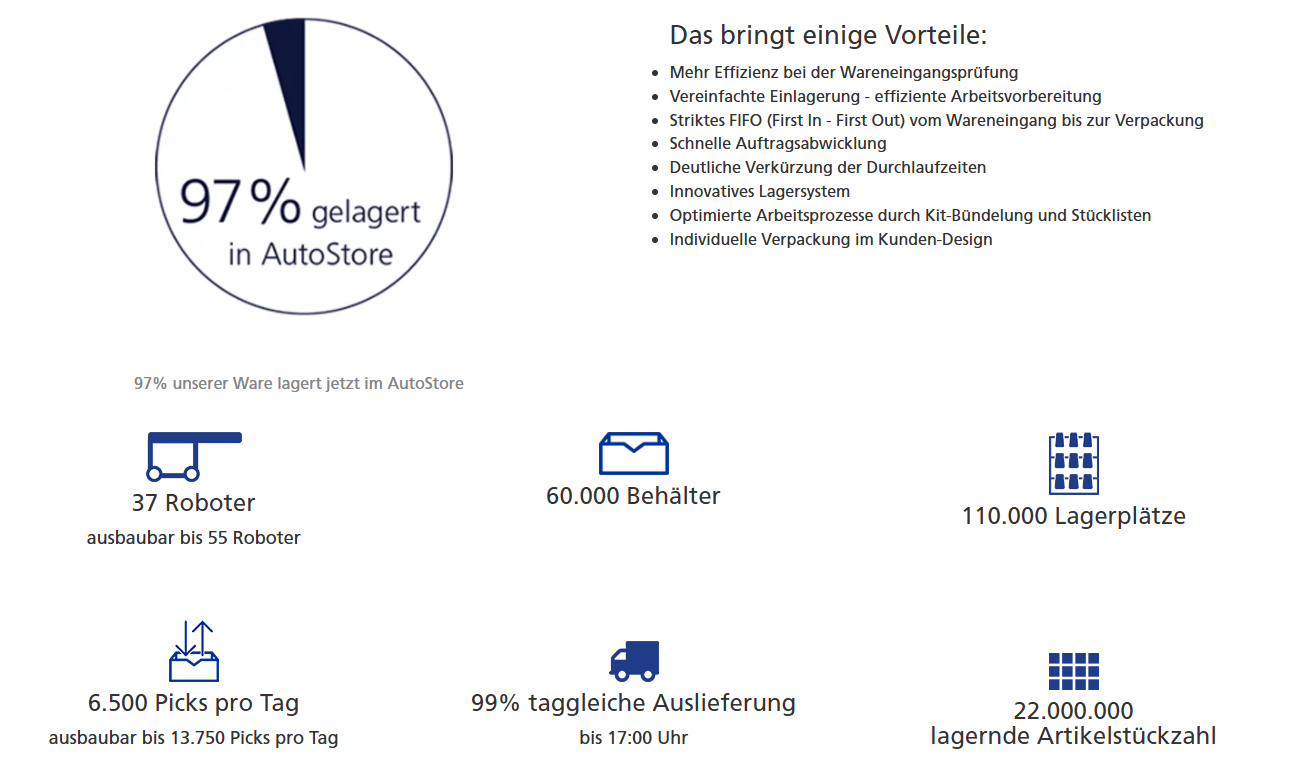 97% gelagert
in AutoStore
97% unserer Ware lagert jetzt im AutoStore
Das bringt einige Vorteile:
Mehr Effizienz bei der Wareneingangsprüfung
Vereinfachte Einlagerung - effiziente Arbeitsvorbereitung
Striktes FIFO (First In - First Out) vom Wareneingang bis zur Verpackung
Schnelle Auftragsabwicklung
Deutliche Verkürzung der Durchlaufzeiten
Innovatives Lagersystem
Optimierte Arbeitsprozesse durch Kit-Bündelung und Stücklisten
Individuelle Verpackung im Kunden-Design
37 Roboter
ausbaubar bis 55 Roboter
60.000 Behälter
110.000 Lagerplätze
6.500 Picks pro Tag
ausbaubar bis 13.750 Picks pro Tag
99% taggleiche Auslieferung
bis 17:00 Uhr
22.000.000
lagernde Artikelstückzahl